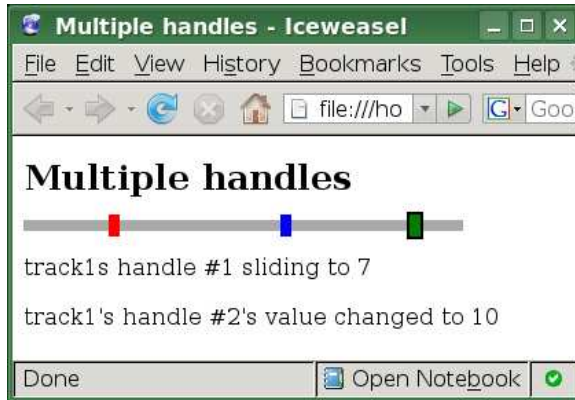 Multiple handles - Iceweasel
File Edit View History Bookmarks Tools Help
file:///ho G Goo
Multiple handles
track1s handle #1 sliding to 7
track1's handle #2's value changed to 10
Done Open Notebook